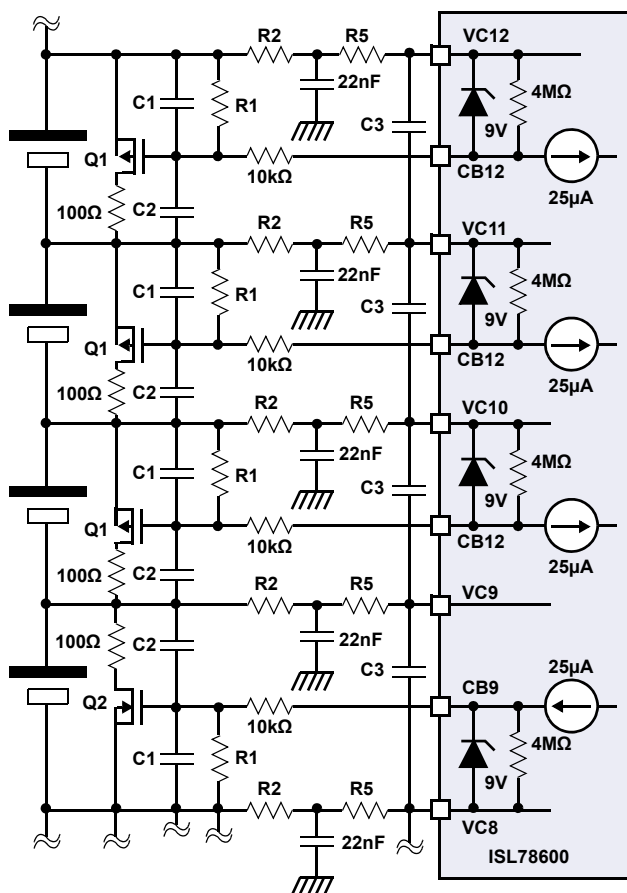 R2 R5 VC12
22nF
C1 R1 4MΩ
C3 9V
Q1 10kΩ CB12
100Ω C2 25µA
R2 R5 VC11
22nF
C1 R1 4MΩ
C3 9V
Q1 10kΩ CB12
100Ω C2 25µA
R2 R5 VC10
22nF
C1 R1 4MΩ
C3 9V
Q1 10kΩ CB12
100Ω C2 25µA
R2 R5 VC9
100Ω 22nF
C2 C3 25µA
Q2 10kΩ CB9
C1 R1 4MΩ
9V
R2 R5 VC8
22nF ISL78600